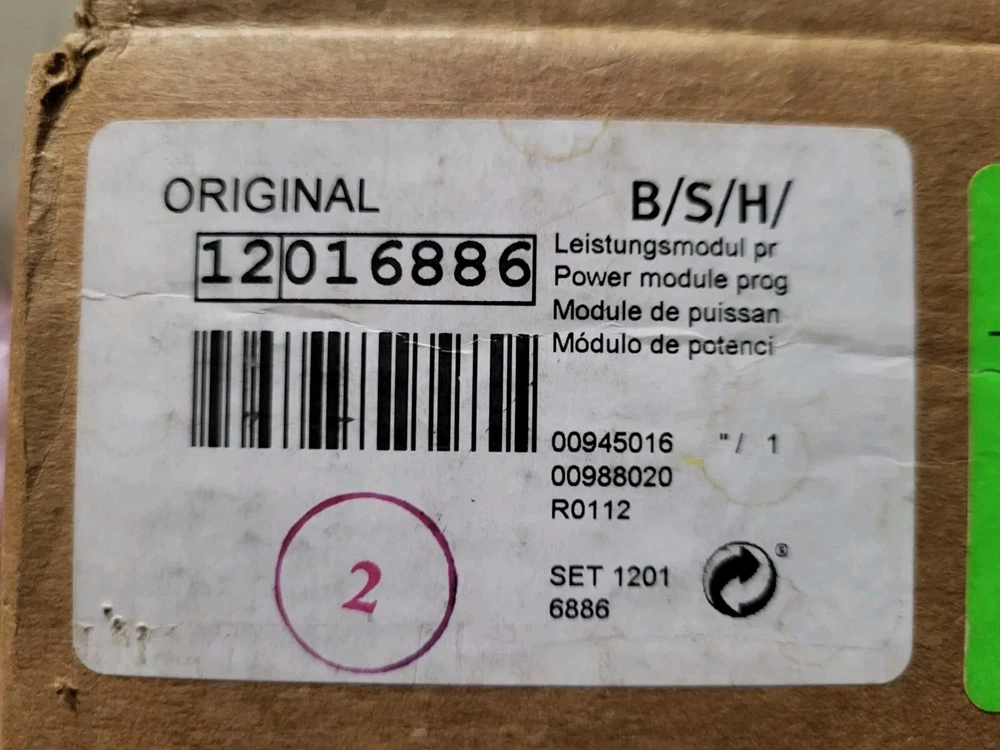 ORIGINAL
B/S/H/
12016886
Leistungsmodul pr
Power module prog
Module de puissan
Módulo de potenci
00945016 "/ 1
00988020
R0112
SET 1201
6886
®
2